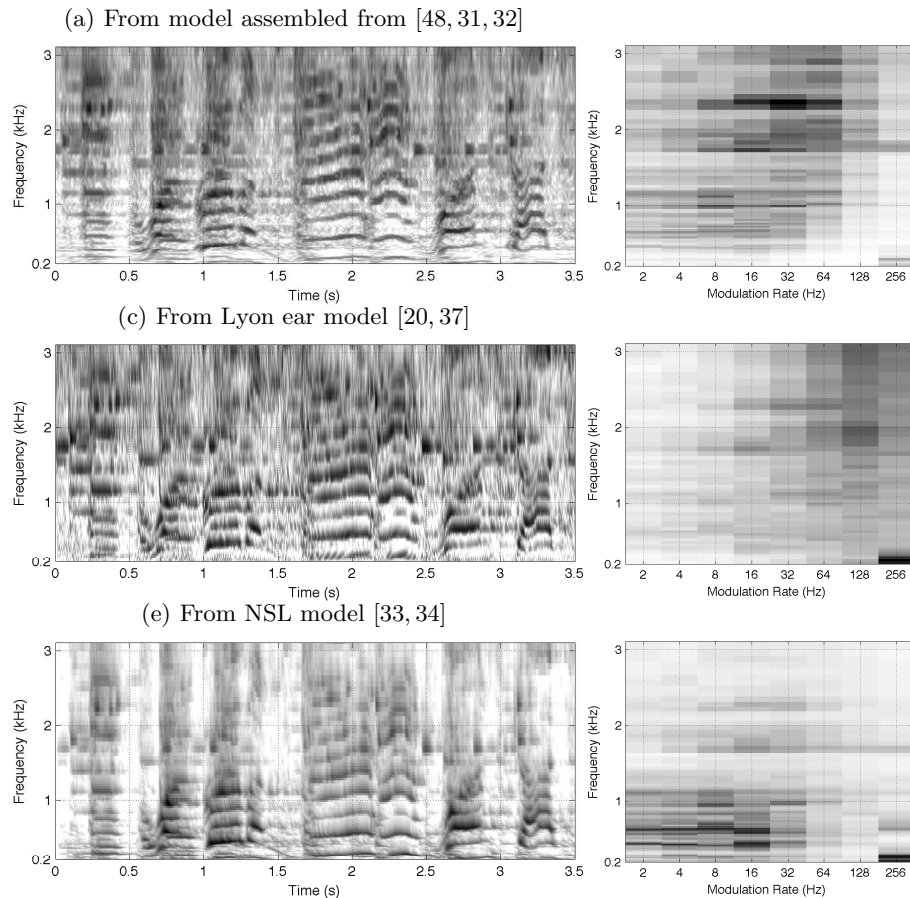 (a) From model assembled from [48, 31, 32]
Frequency (kHz)
3
2
1
0.2
0 0.5 1 1.5 2 2.5 3 3.5
Time (s)
Frequency (kHz)
3
2
1
0.2
2 4 8 16 32 64 128 256
Modulation Rate (Hz)
(c) From Lyon ear model [20, 37]
Frequency (kHz)
3
2
1
0.2
0 0.5 1 1.5 2 2.5 3 3.5
Time (s)
Frequency (kHz)
3
2
1
0.2
2 4 8 16 32 64 128 256
Modulation Rate (Hz)
(e) From NSL model [33, 34]
Frequency (kHz)
3
2
1
0.2
0 0.5 1 1.5 2 2.5 3 3.5
Time (s)
Frequency (kHz)
3
2
1
0.2
2 4 8 16 32 64 128 256
Modulation Rate (Hz)